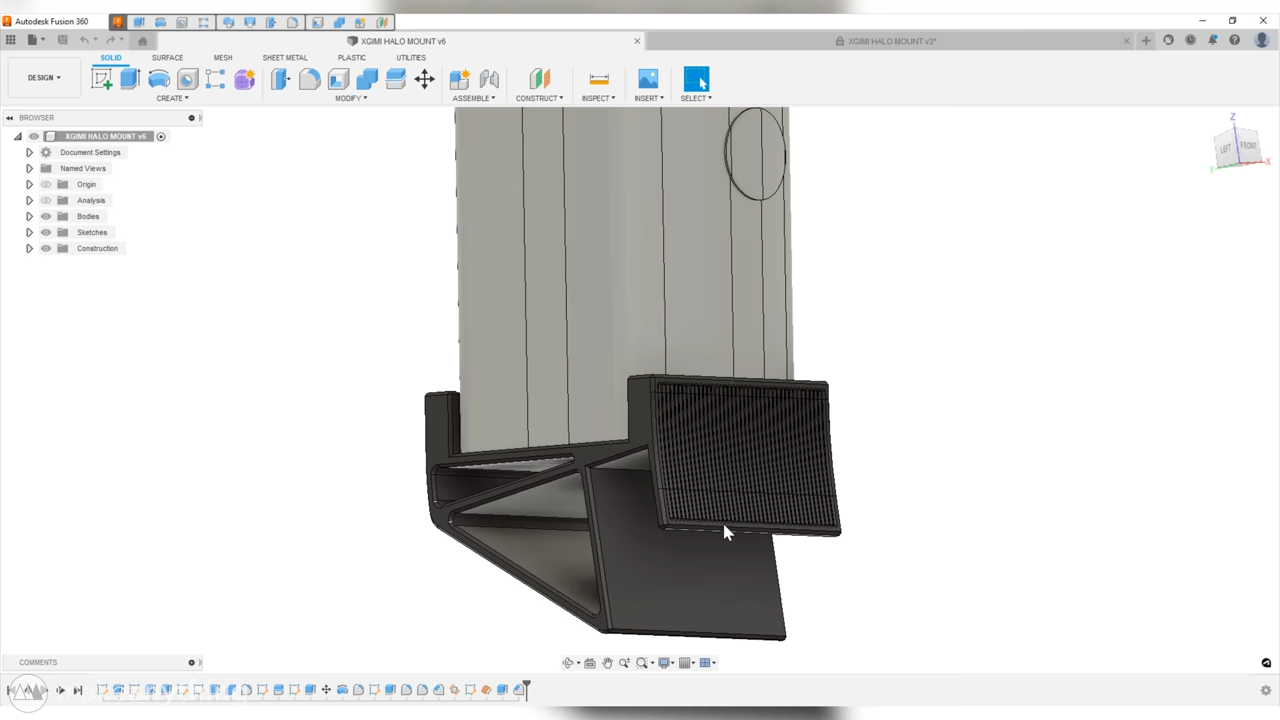 Autodesk Fusion 360
XGIMI HALO MOUNT v6
XGIMI HALO MOUNT v3*
DESIGN
SOLID SURFACE MESH SHEET METAL PLASTIC UTILITIES
CREATE MODIFY ASSEMBLE CONSTRUCT INSPECT INSERT SELECT
BROWSER
XGIMI HALO MOUNT v6
Document Settings
Named Views
Origin
Analysis
Bodies
Sketches
Construction
Z
LEFT FRONT
Y X
COMMENTS